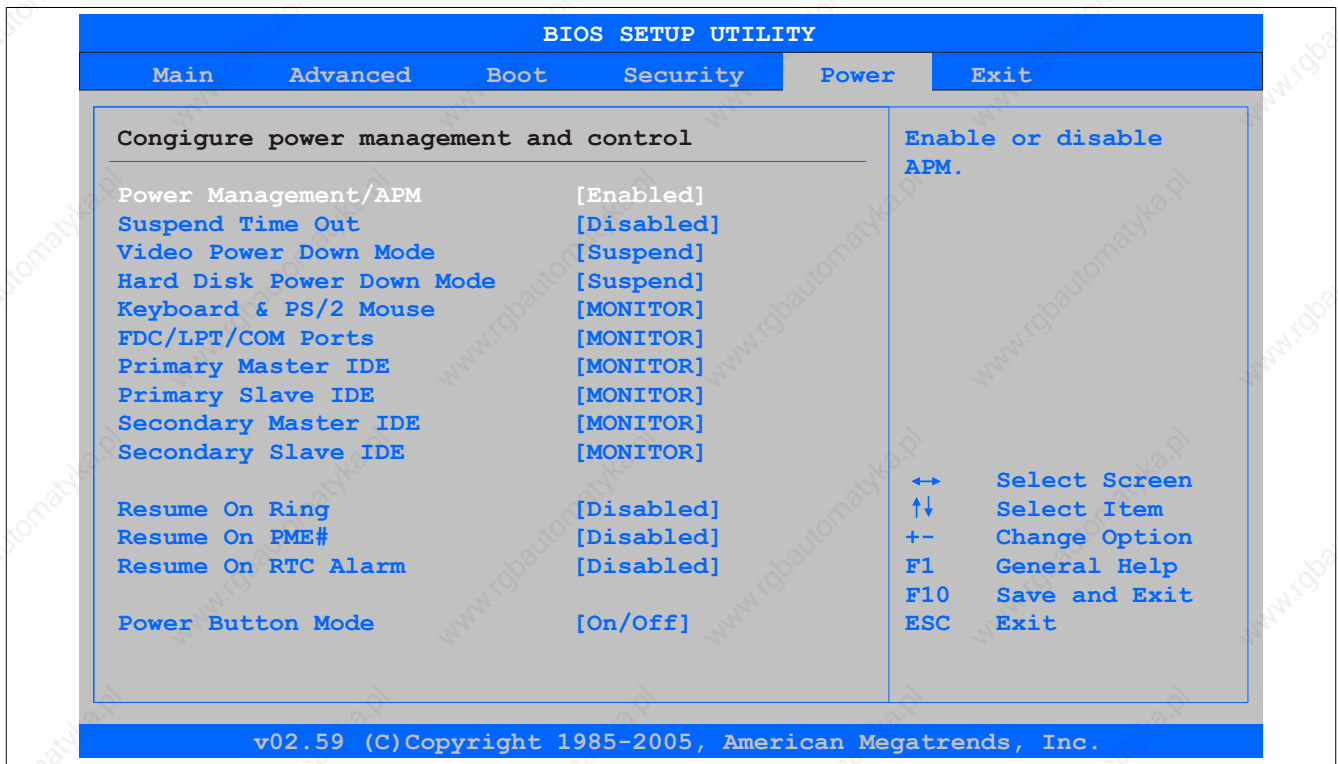 BIOS SETUP UTILITY
Main Advanced Boot Security Power Exit
Congigure power management and control
Power Management/APM [Enabled]
Suspend Time Out [Disabled]
Video Power Down Mode [Suspend]
Hard Disk Power Down Mode [Suspend]
Keyboard & PS/2 Mouse [MONITOR]
FDC/LPT/COM Ports [MONITOR]
Primary Master IDE [MONITOR]
Primary Slave IDE [MONITOR]
Secondary Master IDE [MONITOR]
Secondary Slave IDE [MONITOR]
Resume On Ring [Disabled]
Resume On PME# [Disabled]
Resume On RTC Alarm [Disabled]
Power Button Mode [On/Off]
Enable or disable
APM.
↔ Select Screen
↑↓ Select Item
+- Change Option
F1 General Help
F10 Save and Exit
ESC Exit
v02.59 (C)Copyright 1985-2005, American Megatrends, Inc.
www.rgbautomatyka.pl